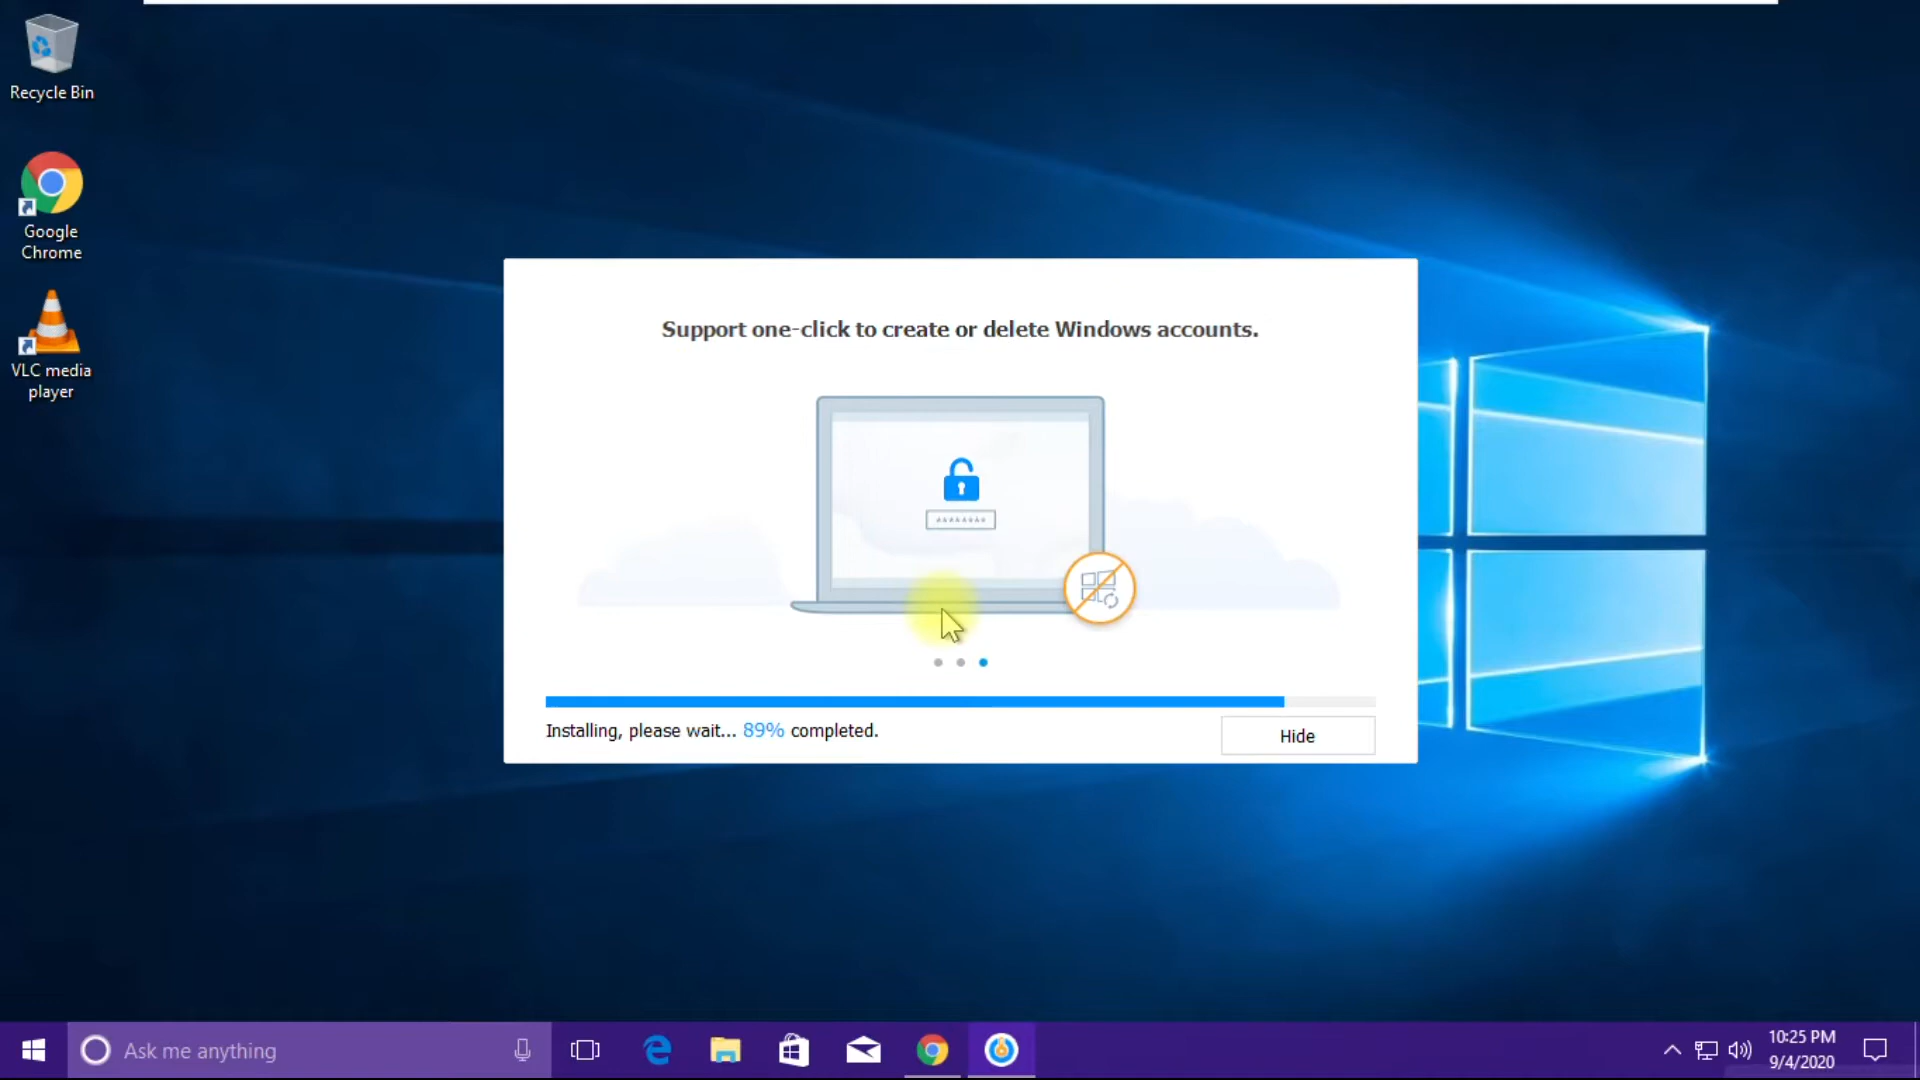 Recycle Bin
Google
Chrome
VLC media
player
Support one-click to create or delete Windows accounts.
********
Installing, please wait... 89% completed.
Hide
Ask me anything
10:25 PM
9/4/2020